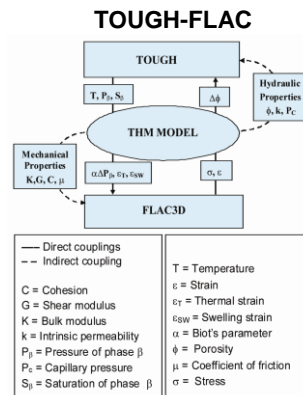 TOUGH-FLAC
TOUGH
T, Pβ, Sβ
Δϕ
Hydraulic
Properties
ϕ, k, PC
THM MODEL
Mechanical
Properties
K,G, C, μ
αΔPβ, εT, εSW
σ, ε
FLAC3D
Direct couplings
Indirect coupling
C = Cohesion
G = Shear modulus
K = Bulk modulus
k = Intrinsic permeability
Pβ = Pressure of phase β
Pc = Capillary pressure
Sβ = Saturation of phase β
T = Temperature
ε = Strain
εT = Thermal strain
εSW = Swelling strain
α = Biot's parameter
ϕ = Porosity
μ = Coefficient of friction
σ = Stress